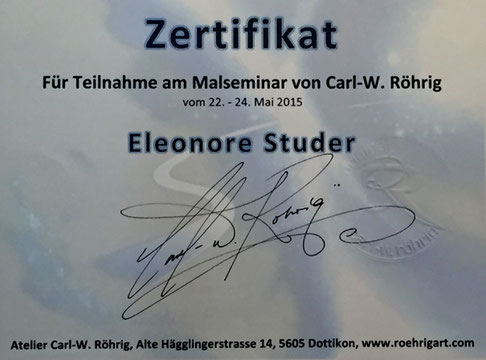 Zertifikat
Für Teilnahme am Malseminar von Carl-W. Röhrig
vom 22. - 24. Mai 2015
Eleonore Studer
Carl-W. Röhrig
Atelier Carl-W. Röhrig, Alte Hägglingerstrasse 14, 5605 Dottikon, www.roehrigart.com